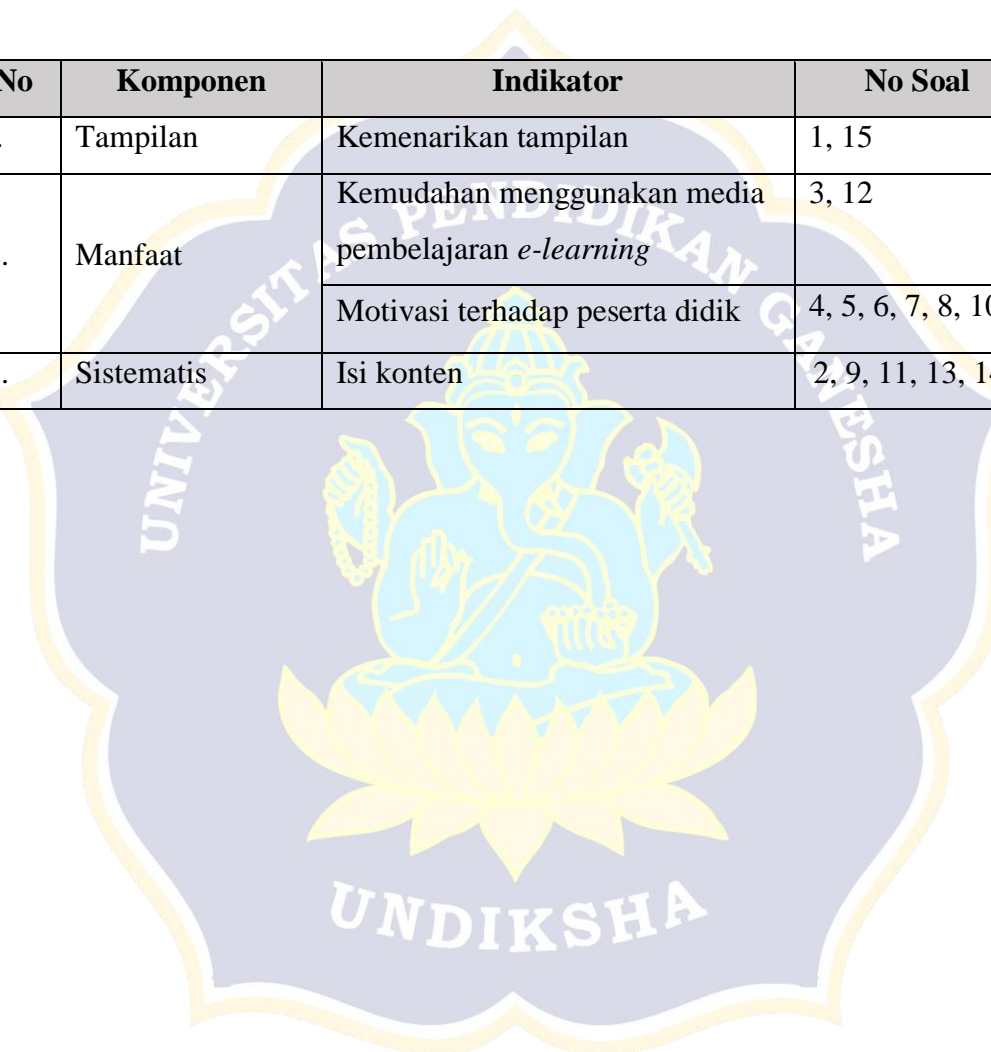 No Komponen Indikator No Soal
. Tampilan Kemenarikan tampilan 1, 15
Kemudahan menggunakan media 3, 12
. Manfaat pembelajaran e-learning
Motivasi terhadap peserta didik 4, 5, 6, 7, 8, 10
. Sistematis Isi konten 2, 9, 11, 13, 14
UNIVERSITAS PENDIDIKAN GANESHA
UNDIKSHA